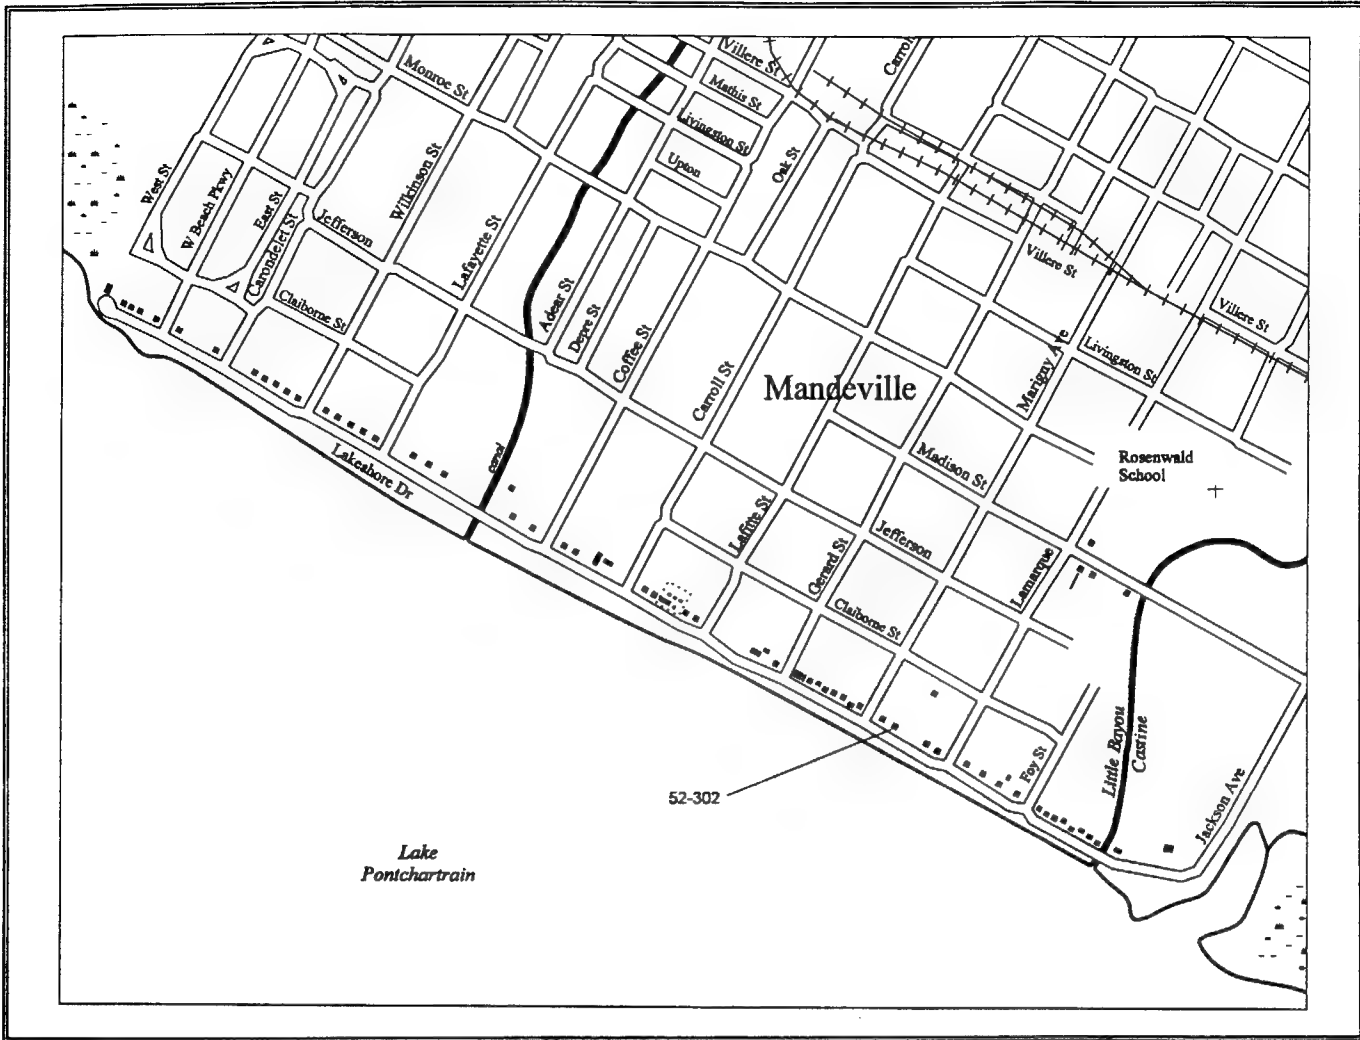 Villere St
Carrol
Monroe St
Mathis St
Livingston St
Upton
Oak St
West St
W Beach Pkwy
East St
Carondelet St
Jefferson
Wilkinson St
Lafayette St
Claiborne St
Adear St
Depre St
Coffee St
Carroll St
Villere St
Villere St
Livingston St
Marigny Ave
Mandeville
Madison St
Rosenwald
School
Lakeshore Dr
canal
Lafitte St
Gerard St
Jefferson
Lamarque
Claiborne St
Foy St
Little Bayou
Castine
Jackson Ave
52-302
Lake
Pontchartrain